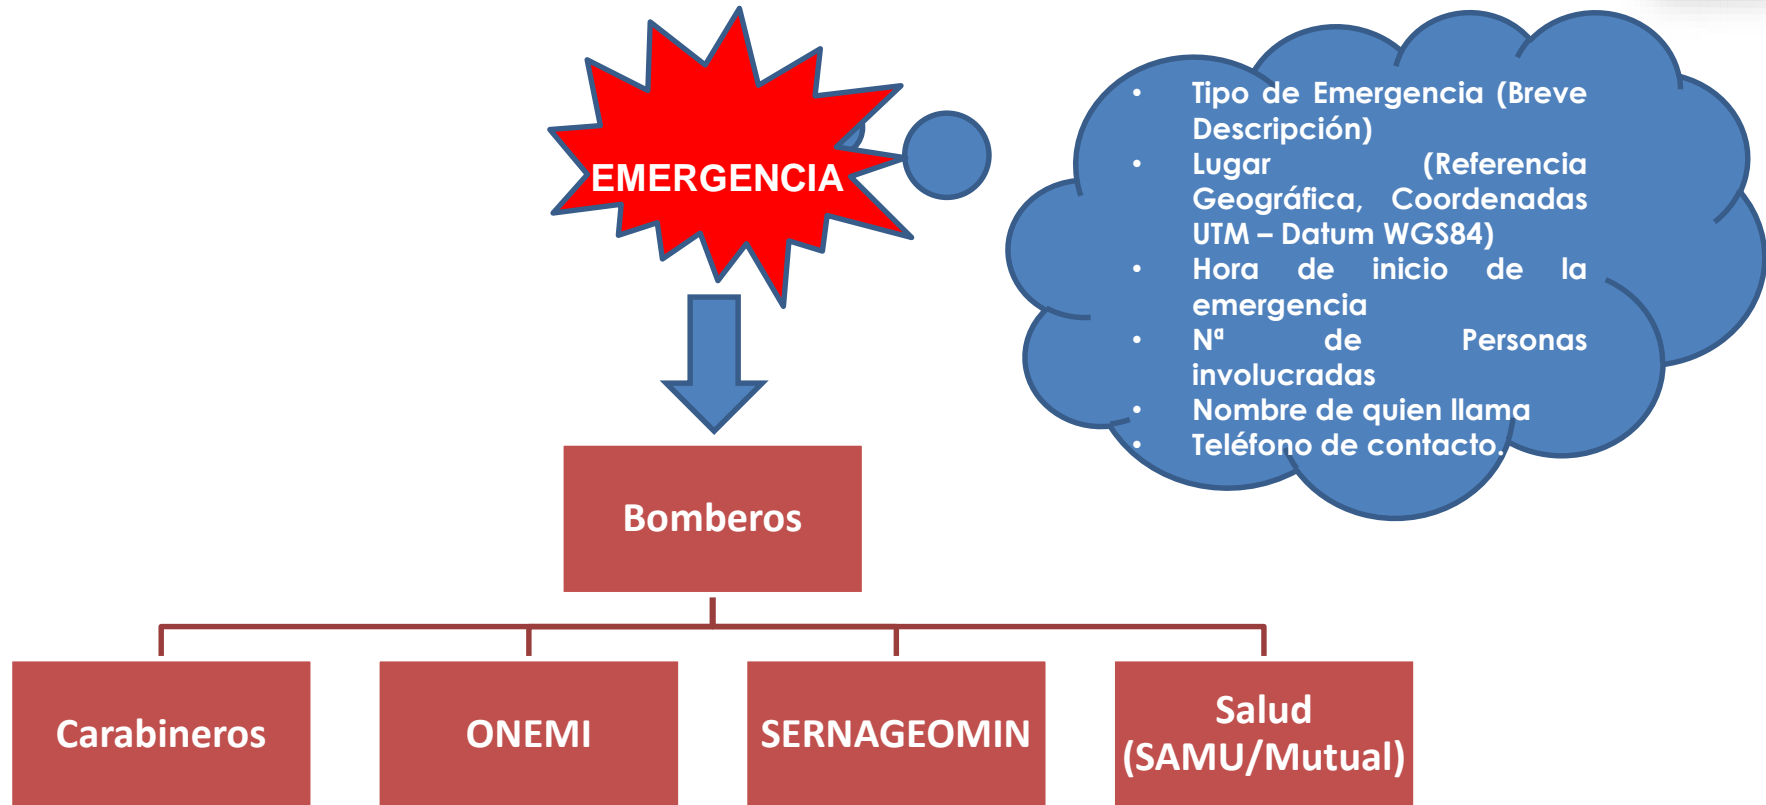 EMERGENCIA
• Tipo de Emergencia (Breve
Descripción)
• Lugar (Referencia
Geográfica, Coordenadas
UTM – Datum WGS84)
• Hora de inicio de la
emergencia
• Nª de Personas
involucradas
• Nombre de quien llama
• Teléfono de contacto.
Bomberos
Carabineros
ONEMI
SERNAGEOMIN
Salud
(SAMU/Mutual)